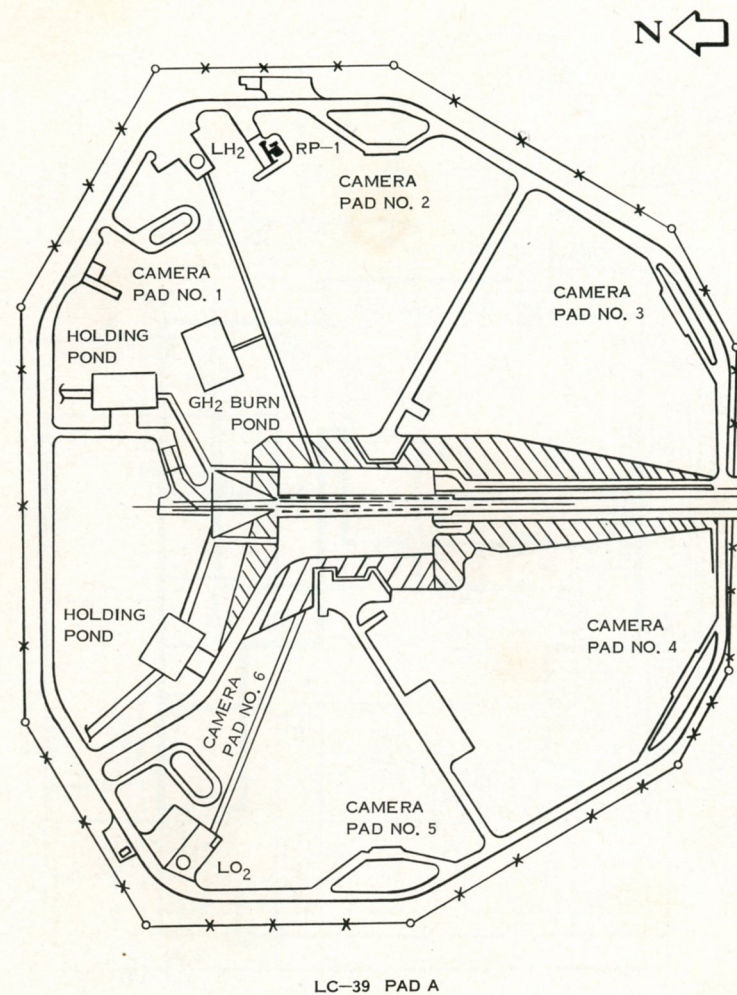 N
LH₂
RP-1
CAMERA
PAD NO. 2
CAMERA
PAD NO. 1
CAMERA
PAD NO. 3
HOLDING
POND
GH₂ BURN
POND
HOLDING
POND
CAMERA
PAD NO. 4
CAMERA
PAD NO. 6
CAMERA
PAD NO. 5
LO₂
LC-39 PAD A